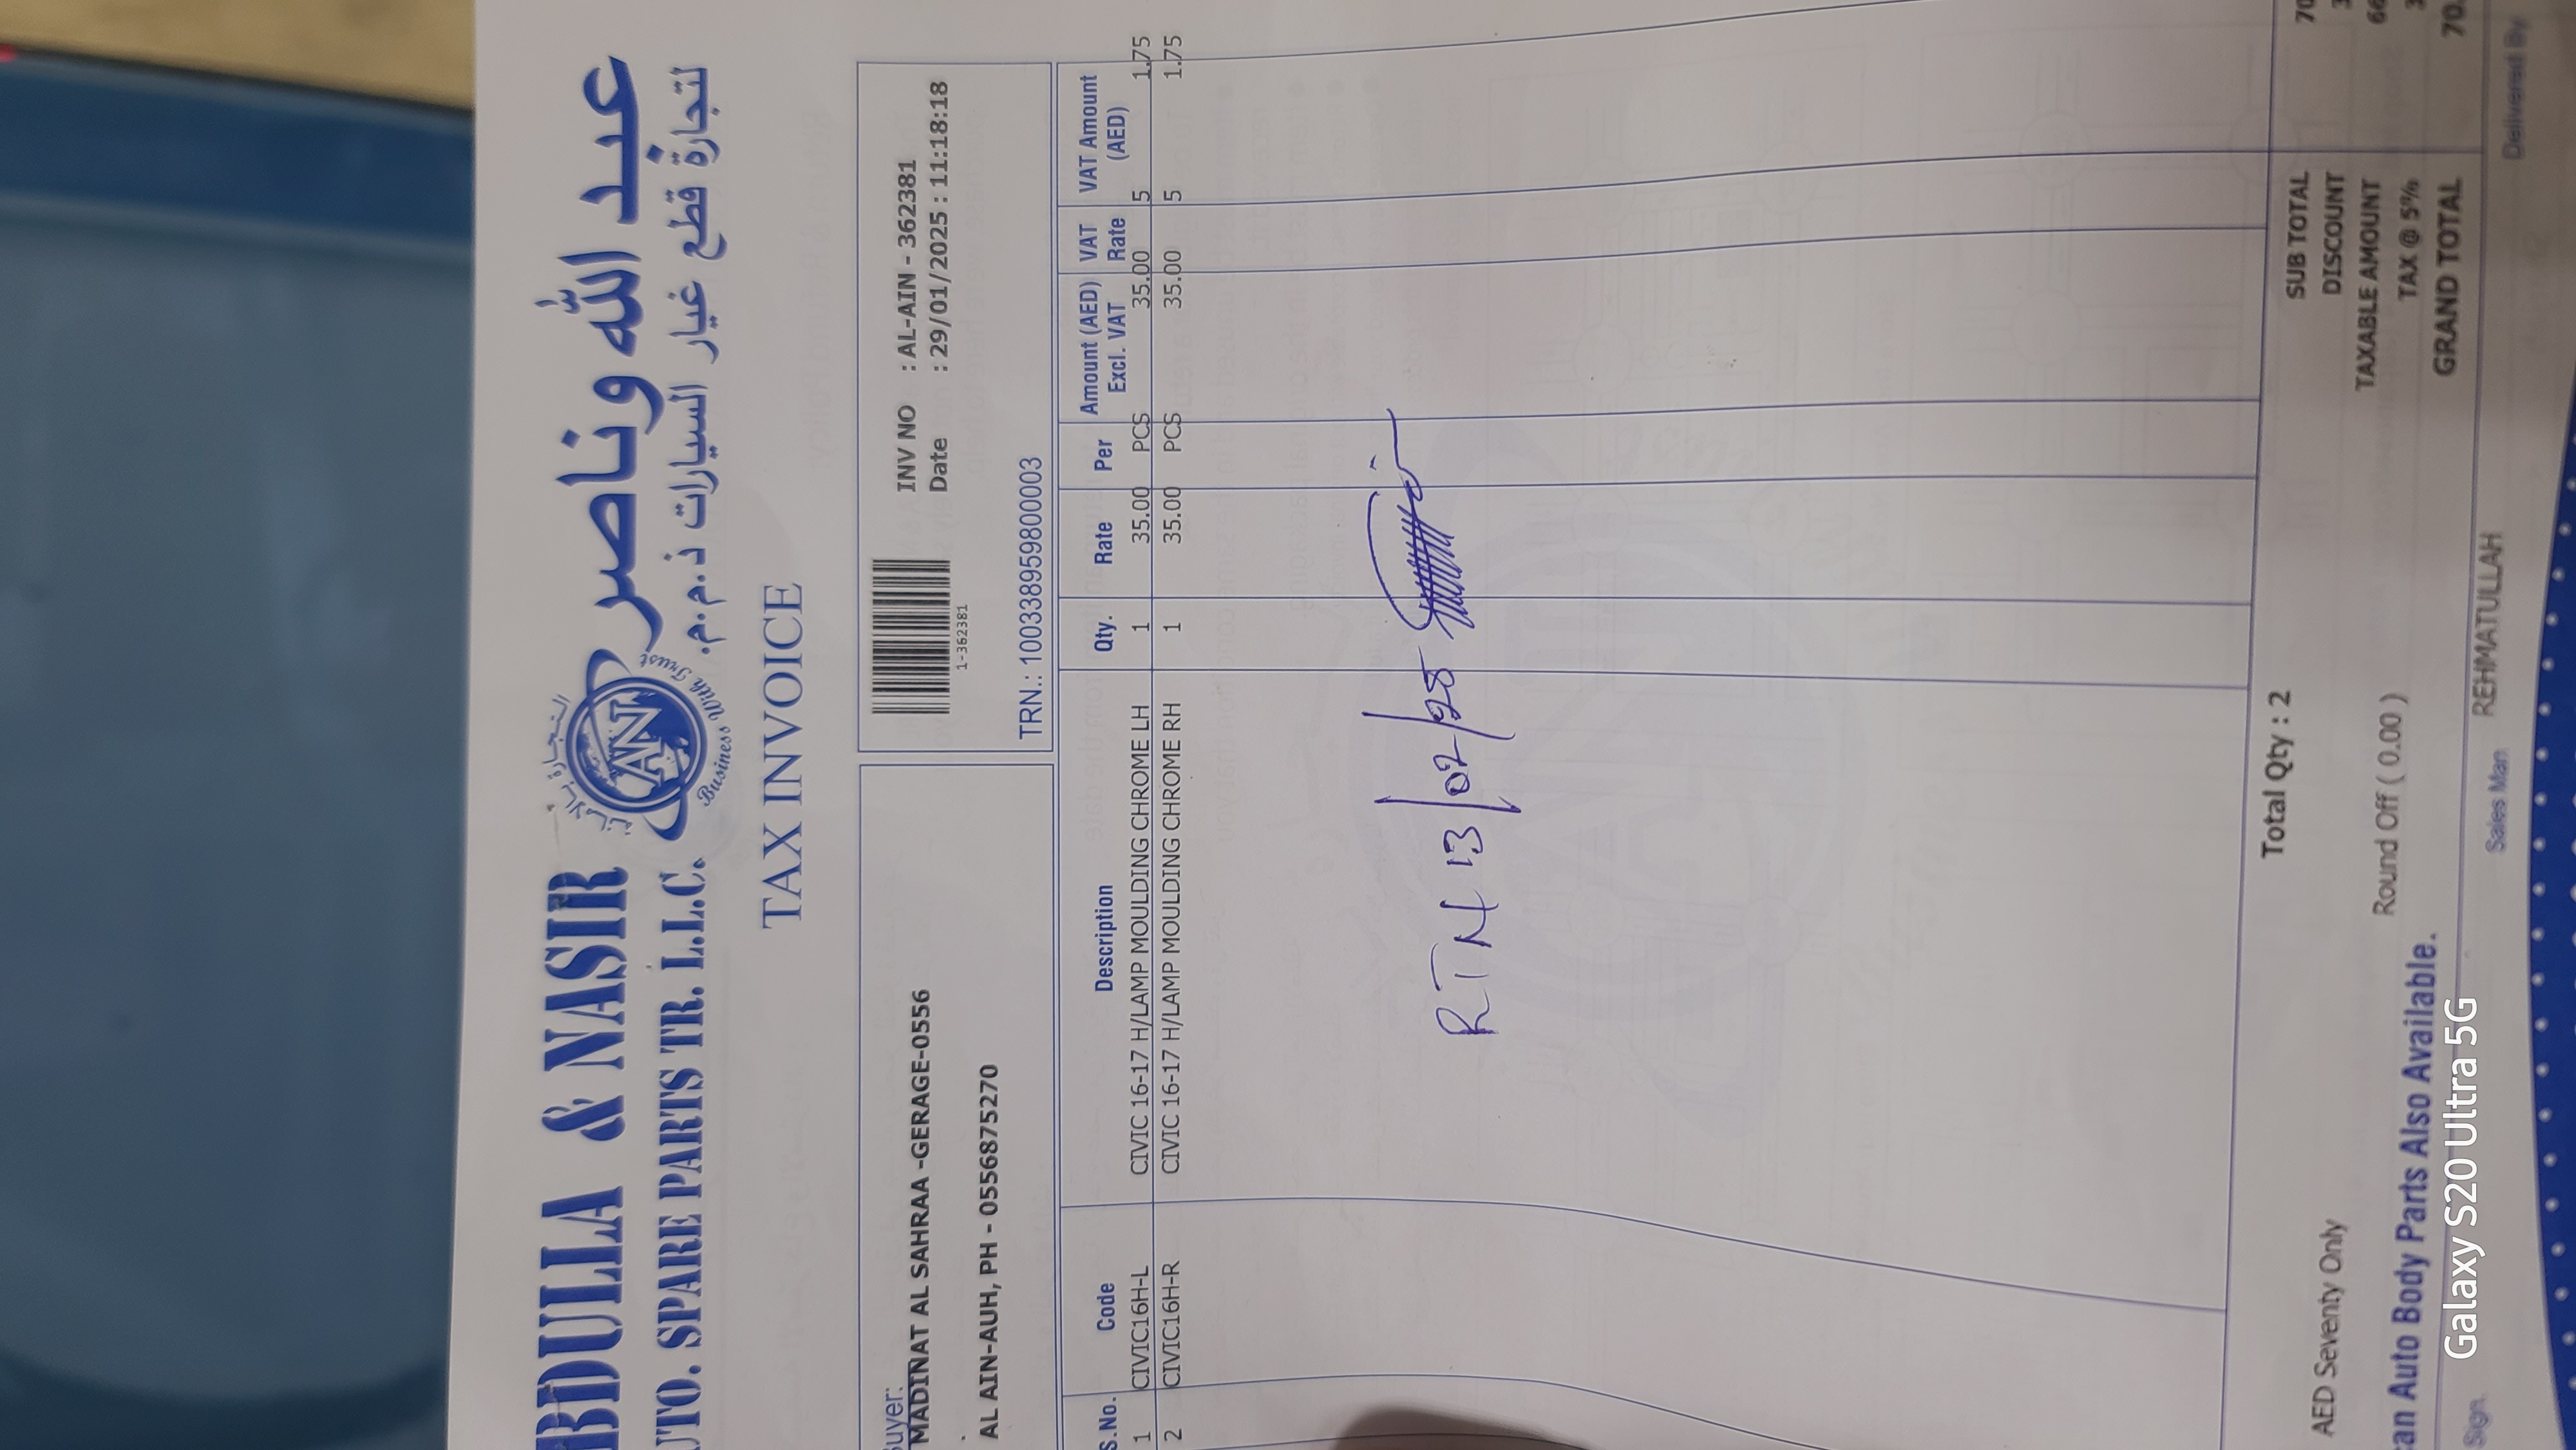 عبد الله وناصر
لتجارة قطع غيار السيارات ذ.م.م.
BDULLA & NASIR
UTO. SPARE PARTS TR. L.L.C.
AN
Business With Trust
TAX INVOICE
uyer:
MADINAT AL SAHRAA -GERAGE-0556
AL AIN-AUH, PH - 0556875270
1-362381
INV NO : AL-AIN - 362381
Date : 29/01/2025 : 11:18:18
TRN.: 100338959800003
S.No. Code Description Qty. Rate Per Amount (AED) Excl. VAT VAT Rate VAT Amount (AED)
1 CIVIC16H-L CIVIC 16-17 H/LAMP MOULDING CHROME LH 1 35.00 PCS 35.00 5 1.75
2 CIVIC16H-R CIVIC 16-17 H/LAMP MOULDING CHROME RH 1 35.00 PCS 35.00 5 1.75
RTN 13/02/25
Total Qty : 2
SUB TOTAL 70
AED Seventy Only
DISCOUNT 3
TAXABLE AMOUNT 66
Round Off ( 0.00 )
TAX @ 5% 3
GRAND TOTAL 70.
an Auto Body Parts Also Available.
Sign. Sales Man REHMATULLAH Delivered By
Galaxy S20 Ultra 5G